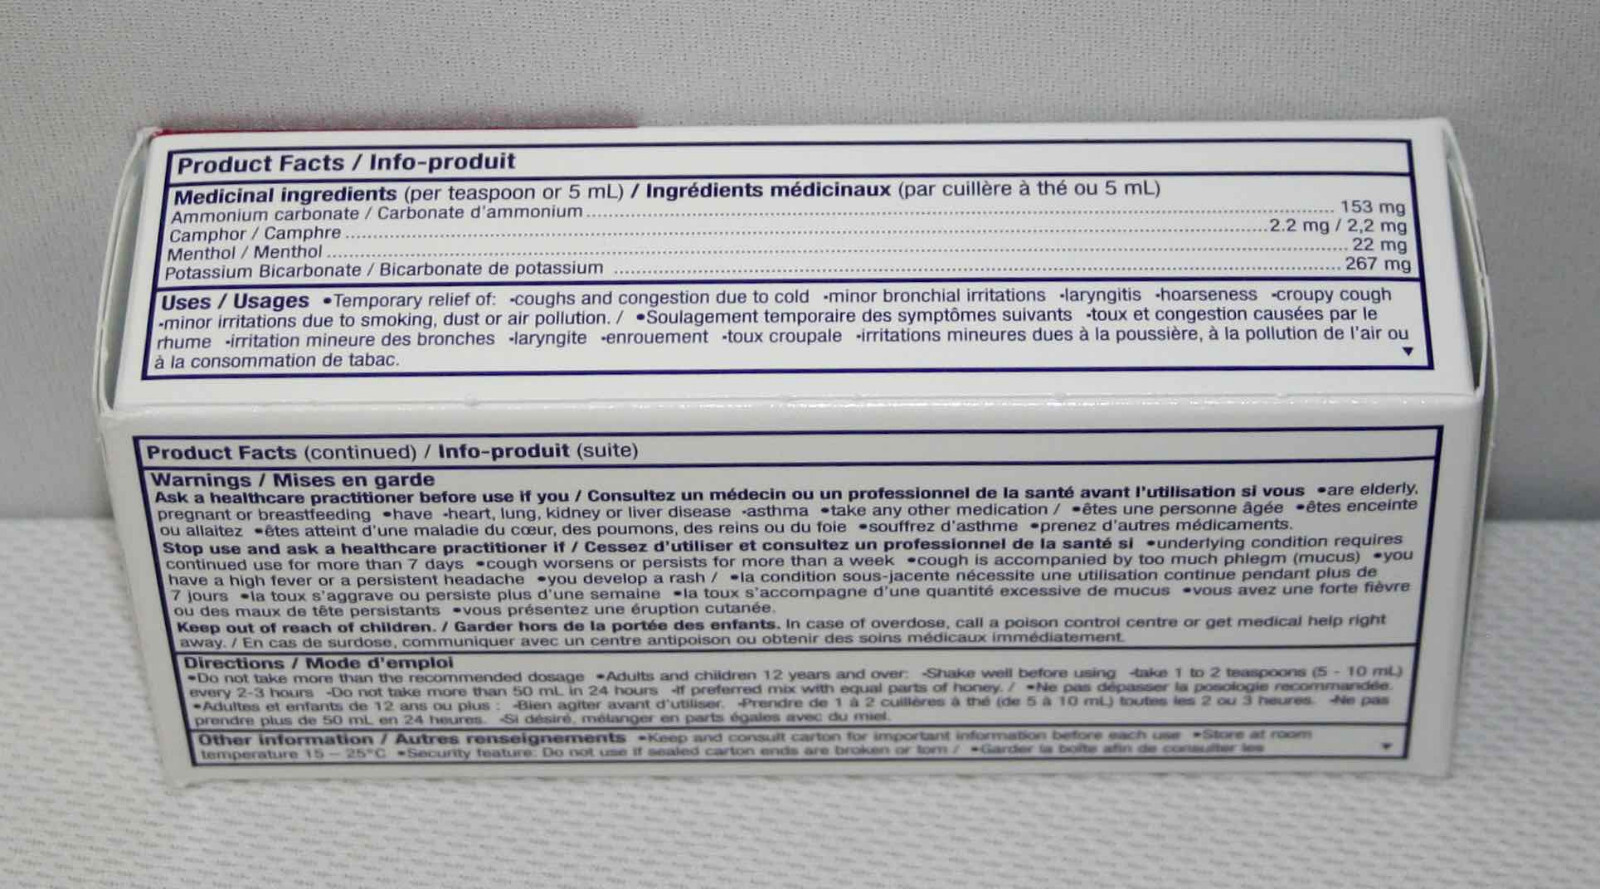 Product Facts / Info-produit
Medicinal ingredients (per teaspoon or 5 mL) / Ingrédients médicinaux (par cuillère à thé ou 5 mL)
Ammonium carbonate / Carbonate d'ammonium ........ 153 mg
Camphor / Camphre ........ 2.2 mg / 2,2 mg
Menthol / Menthol ........ 22 mg
Potassium Bicarbonate / Bicarbonate de potassium ........ 267 mg
Uses / Usages •Temporary relief of: -coughs and congestion due to cold -minor bronchial irritations -laryngitis -hoarseness -croupy cough
-minor irritations due to smoking, dust or air pollution. / •Soulagement temporaire des symptômes suivants -toux et congestion causées par le
rhume -irritation mineure des bronches -laryngite -enrouement -toux croupale -irritations mineures dues à la poussière, à la pollution de l'air ou
à la consommation de tabac. ▼
Product Facts (continued) / Info-produit (suite)
Warnings / Mises en garde
Ask a healthcare practitioner before use if you / Consultez un médecin ou un professionnel de la santé avant l'utilisation si vous •are elderly,
pregnant or breastfeeding •have -heart, lung, kidney or liver disease -asthma •take any other medication / •êtes une personne âgée •êtes enceinte
ou allaitez •êtes atteint d'une maladie du cœur, des poumons, des reins ou du foie •souffrez d'asthme •prenez d'autres médicaments.
Stop use and ask a healthcare practitioner if / Cessez d'utiliser et consultez un professionnel de la santé si •underlying condition requires
continued use for more than 7 days •cough worsens or persists for more than a week •cough is accompanied by too much phlegm (mucus) •you
have a high fever or a persistent headache •you develop a rash / •la condition sous-jacente nécessite une utilisation continue pendant plus de
7 jours •la toux s'aggrave ou persiste plus d'une semaine •la toux s'accompagne d'une quantité excessive de mucus •vous avez une forte fièvre
ou des maux de tête persistants •vous présentez une éruption cutanée.
Keep out of reach of children. / Garder hors de la portée des enfants. In case of overdose, call a poison control centre or get medical help right
away. / En cas de surdose, communiquer avec un centre antipoison ou obtenir des soins médicaux immédiatement.
Directions / Mode d'emploi
•Do not take more than the recommended dosage •Adults and children 12 years and over: -Shake well before using -take 1 to 2 teaspoons (5 - 10 mL)
every 2-3 hours -Do not take more than 50 mL in 24 hours -If preferred mix with equal parts of honey. / •Ne pas dépasser la posologie recommandée.
•Adultes et enfants de 12 ans ou plus : -Bien agiter avant d'utiliser. -Prendre de 1 à 2 cuillères à thé (de 5 à 10 mL) toutes les 2 ou 3 heures. -Ne pas
prendre plus de 50 mL en 24 heures. -Si désiré, mélanger en parts égales avec du miel.
Other information / Autres renseignements •Keep and consult carton for important information before each use •Store at room
temperature 15 – 25°C •Security feature: Do not use if sealed carton ends are broken or torn / •Garder la boîte afin de consulter les ▼